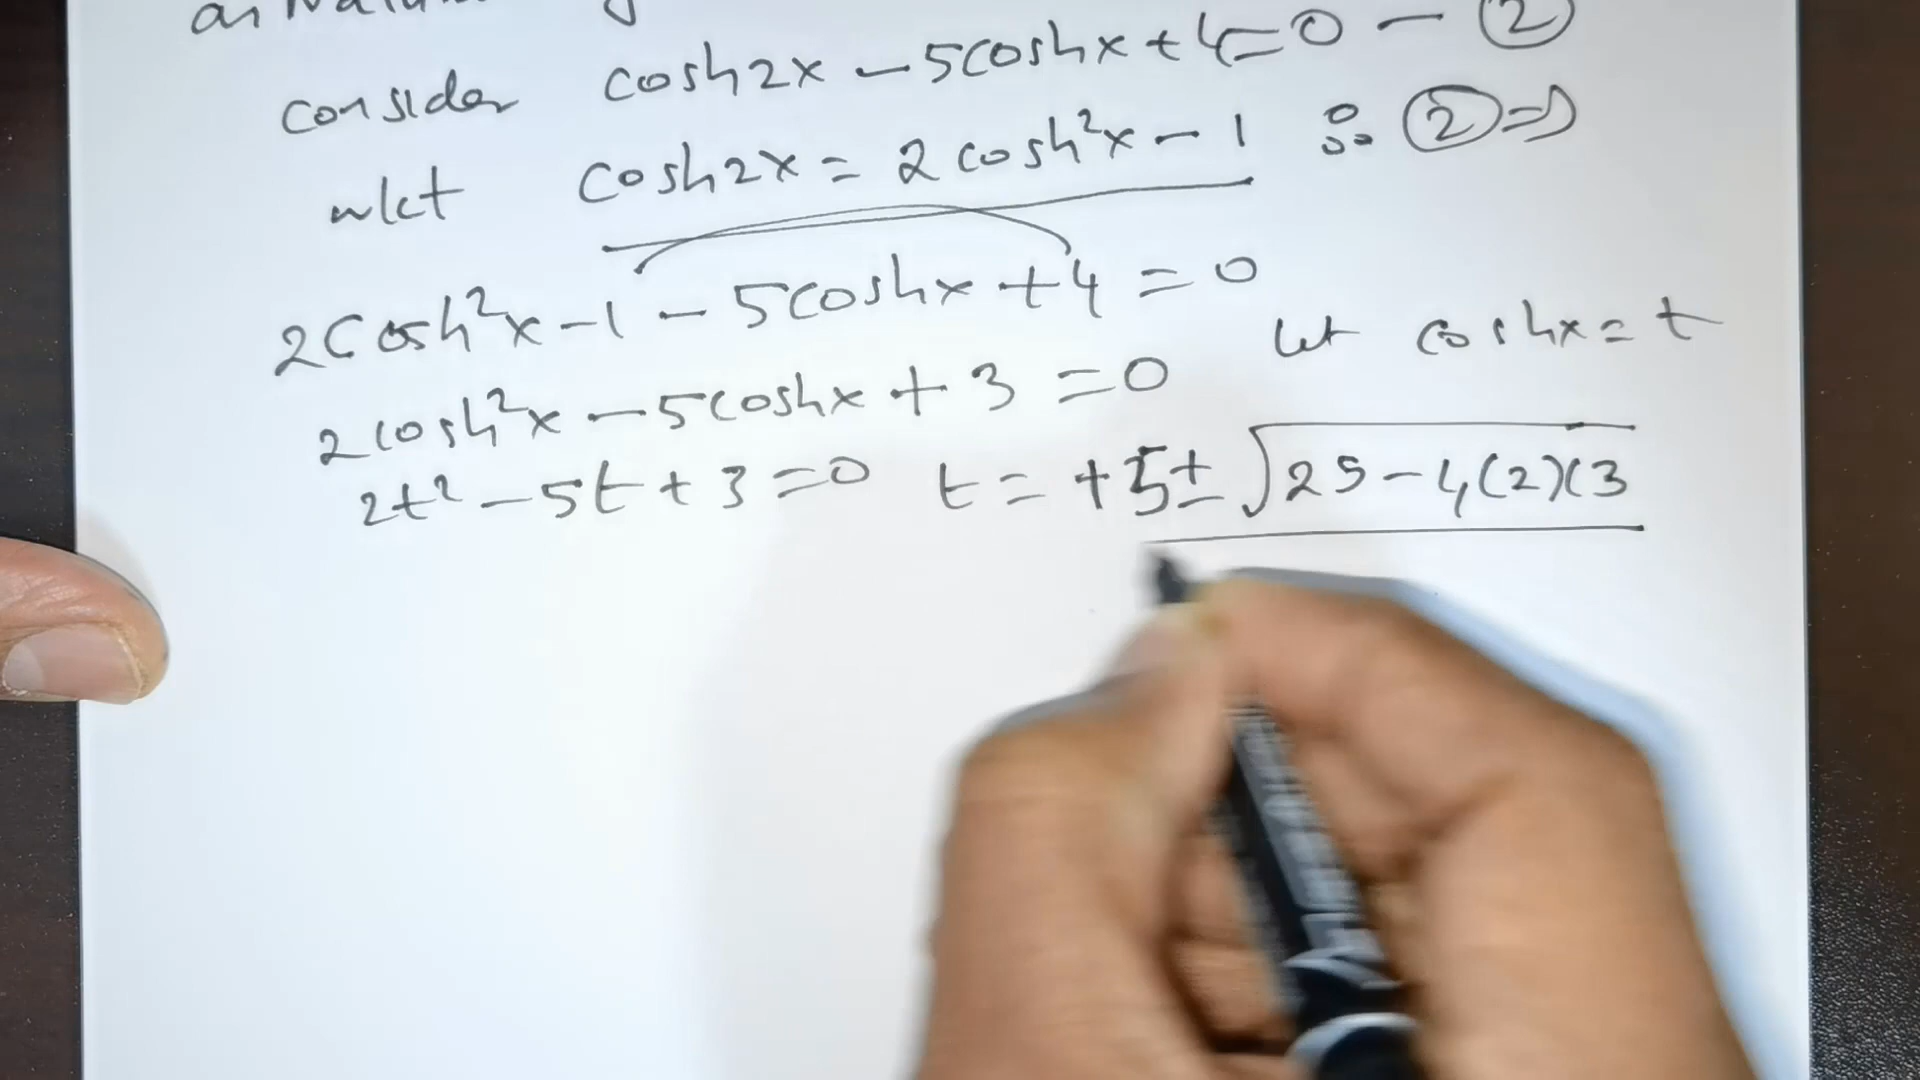 consider cosh2x - 5coshx + 4 = 0 - ②
wkt cosh2x = 2cosh²x - 1 ∴ ② ⇒
2Cosh²x - 1 - 5coshx + 4 = 0
let coshx = t
2cosh²x - 5coshx + 3 = 0
2t² - 5t + 3 = 0 t = +5 ± √25 - 4(2)(3